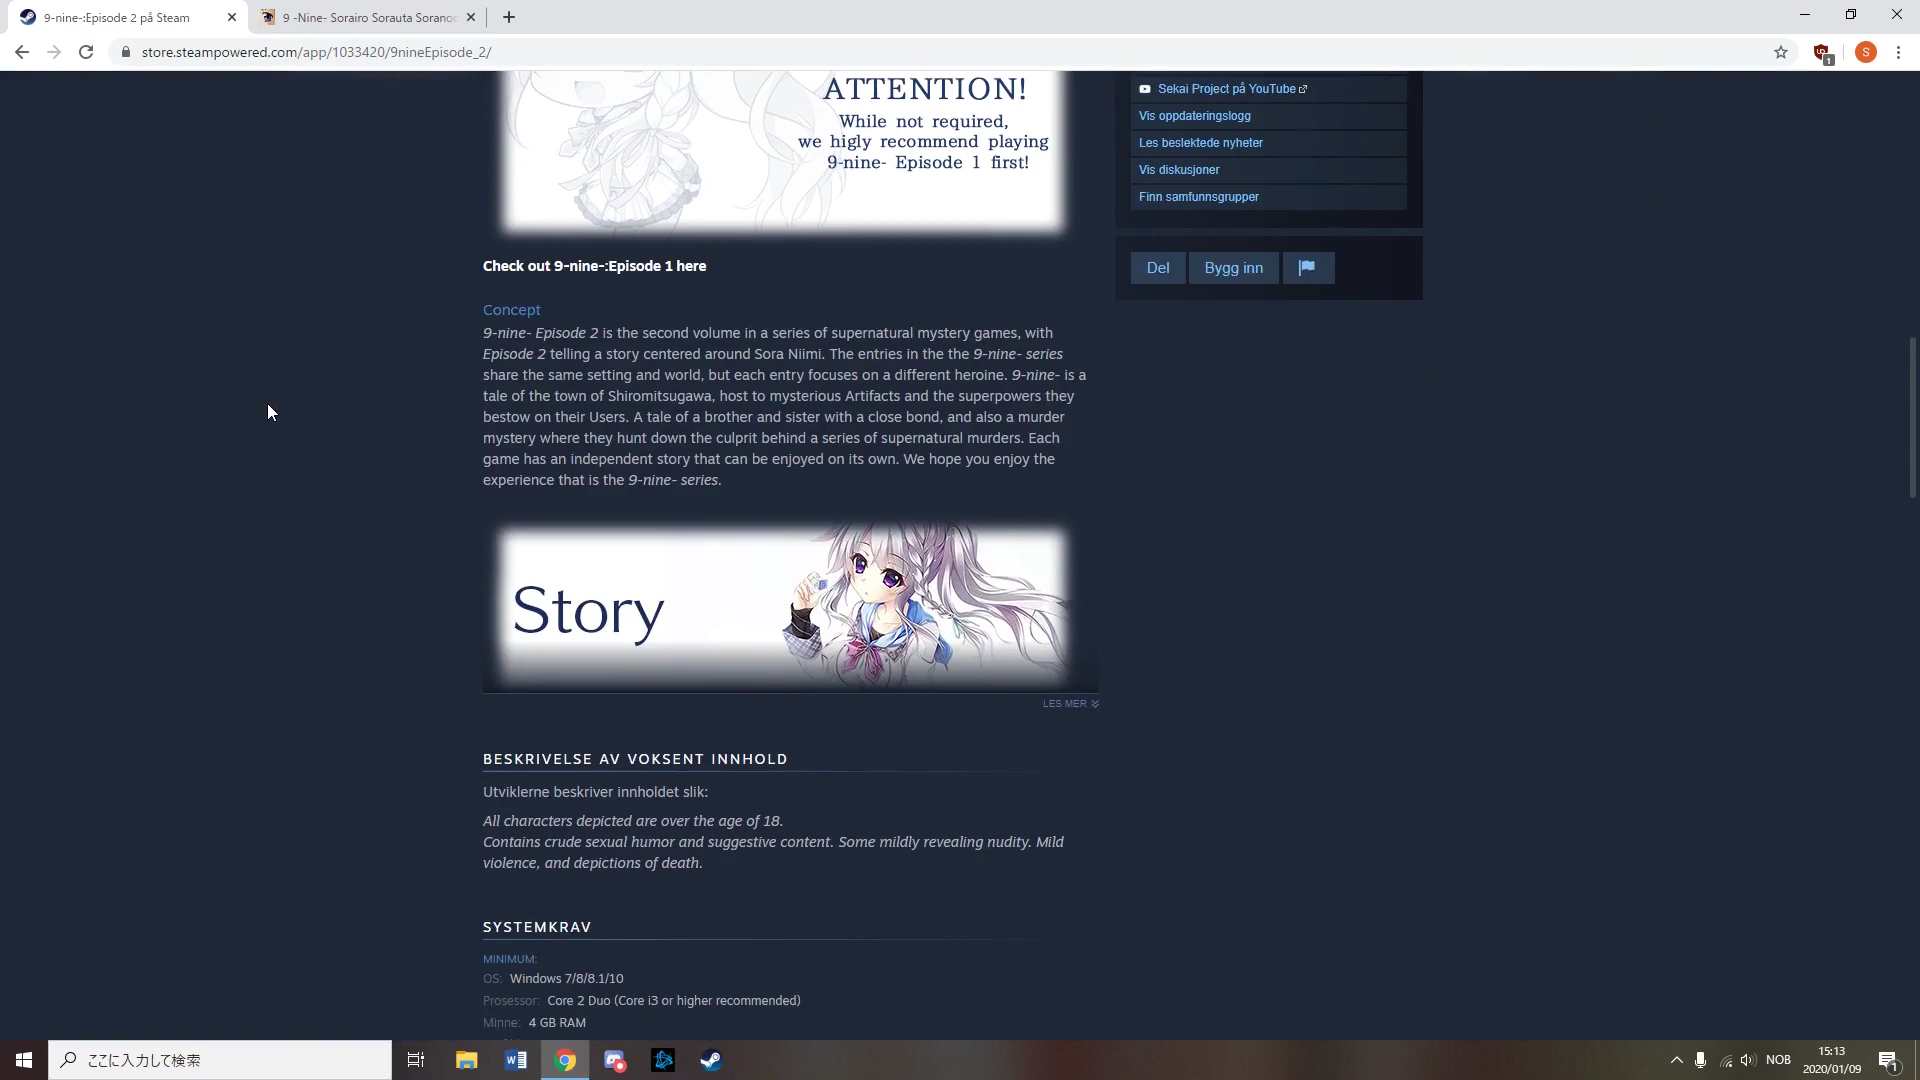 9-nine-:Episode 2 på Steam
9 -Nine- Sorairo Sorauta Soranoo
store.steampowered.com/app/1033420/9nineEpisode_2/
S
1
ATTENTION!
While not required,
we higly recommend playing
9-nine- Episode 1 first!
Sekai Project på YouTube
Vis oppdateringslogg
Les beslektede nyheter
Vis diskusjoner
Finn samfunnsgrupper
Del
Bygg inn
Check out 9-nine-:Episode 1 here
Concept
9-nine- Episode 2 is the second volume in a series of supernatural mystery games, with
Episode 2 telling a story centered around Sora Niimi. The entries in the the 9-nine- series
share the same setting and world, but each entry focuses on a different heroine. 9-nine- is a
tale of the town of Shiromitsugawa, host to mysterious Artifacts and the superpowers they
bestow on their Users. A tale of a brother and sister with a close bond, and also a murder
mystery where they hunt down the culprit behind a series of supernatural murders. Each
game has an independent story that can be enjoyed on its own. We hope you enjoy the
experience that is the 9-nine- series.
Story
LES MER
BESKRIVELSE AV VOKSENT INNHOLD
Utviklerne beskriver innholdet slik:
All characters depicted are over the age of 18.
Contains crude sexual humor and suggestive content. Some mildly revealing nudity. Mild
violence, and depictions of death.
SYSTEMKRAV
MINIMUM:
OS: Windows 7/8/8.1/10
Prosessor: Core 2 Duo (Core i3 or higher recommended)
Minne: 4 GB RAM
ここに入力して検索
NOB
15:13
2020/01/09
1